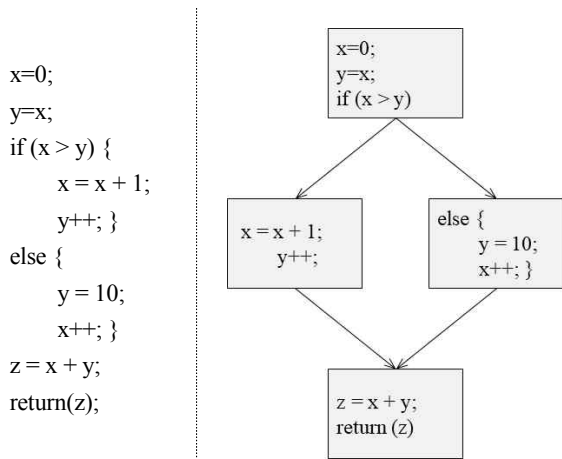 x=0;
y=x;
if (x > y) {
x = x + 1;
y++; }
else {
y = 10;
x++; }
z = x + y;
return(z);
x=0;
y=x;
if (x > y)
x = x + 1;
y++;
else {
y = 10;
x++; }
z = x + y;
return (z)